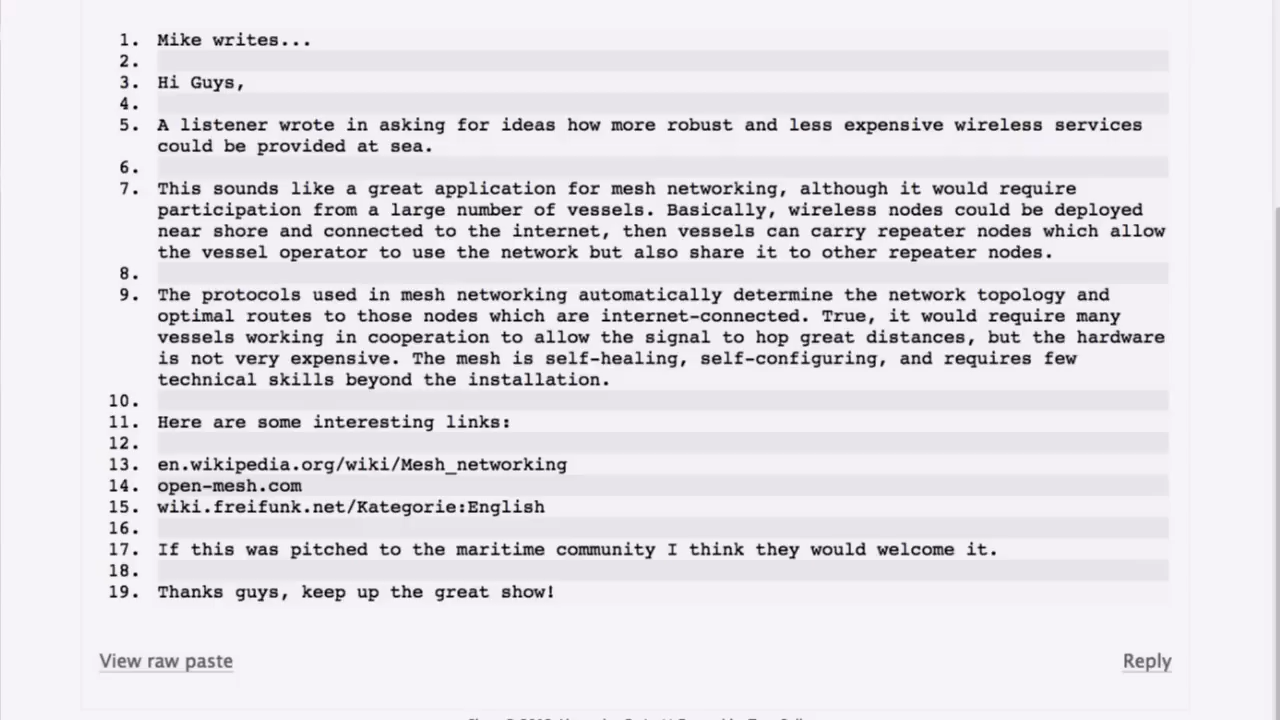 1. Mike writes...
2.
3. Hi Guys,
4.
5. A listener wrote in asking for ideas how more robust and less expensive wireless services
could be provided at sea.
6.
7. This sounds like a great application for mesh networking, although it would require
participation from a large number of vessels. Basically, wireless nodes could be deployed
near shore and connected to the internet, then vessels can carry repeater nodes which allow
the vessel operator to use the network but also share it to other repeater nodes.
8.
9. The protocols used in mesh networking automatically determine the network topology and
optimal routes to those nodes which are internet-connected. True, it would require many
vessels working in cooperation to allow the signal to hop great distances, but the hardware
is not very expensive. The mesh is self-healing, self-configuring, and requires few
technical skills beyond the installation.
10.
11. Here are some interesting links:
12.
13. en.wikipedia.org/wiki/Mesh_networking
14. open-mesh.com
15. wiki.freifunk.net/Kategorie:English
16.
17. If this was pitched to the maritime community I think they would welcome it.
18.
19. Thanks guys, keep up the great show!
View raw paste
Reply